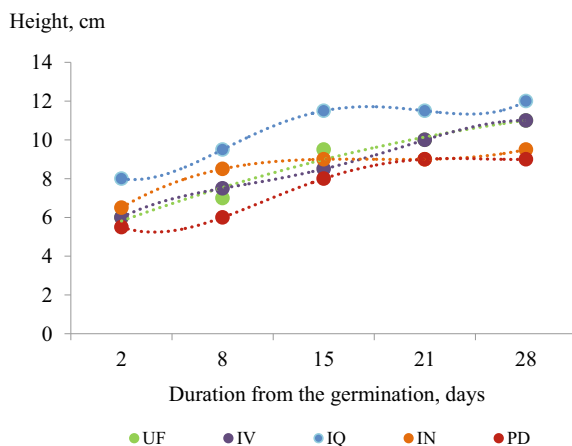 Height, cm
14
12
10
8
6
4
2
0
2 8 15 21 28
Duration from the germination, days
UF IV IQ IN PD